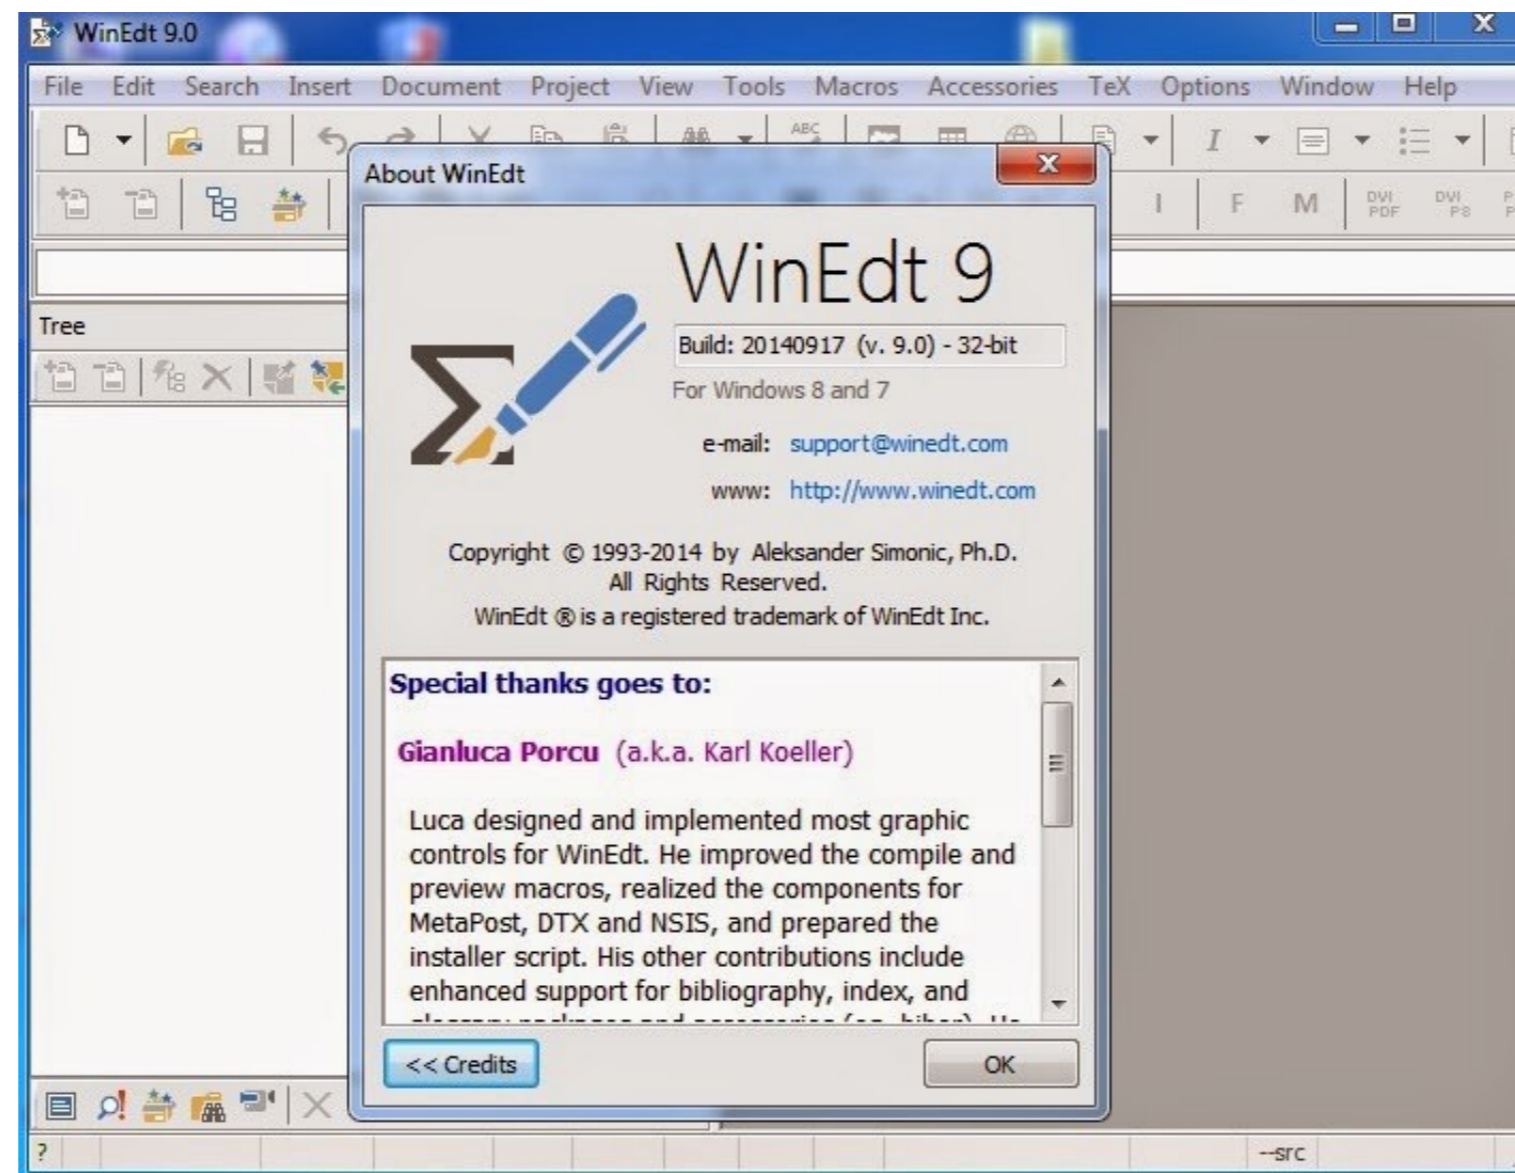 WinEdt 9.0
File Edit Search Insert Document Project View Tools Macros Accessories TeX Options Window Help
ABC
I
I F M DVI PDF DVI PS
About WinEdt
WinEdt 9
Build: 20140917 (v. 9.0) - 32-bit
For Windows 8 and 7
e-mail: support@winedt.com
www: http://www.winedt.com
Copyright © 1993-2014 by Aleksander Simonic, Ph.D.
All Rights Reserved.
WinEdt ® is a registered trademark of WinEdt Inc.
Tree
Special thanks goes to:
Gianluca Porcu (a.k.a. Karl Koeller)
Luca designed and implemented most graphic
controls for WinEdt. He improved the compile and
preview macros, realized the components for
MetaPost, DTX and NSIS, and prepared the
installer script. His other contributions include
enhanced support for bibliography, index, and
<< Credits OK
? --src